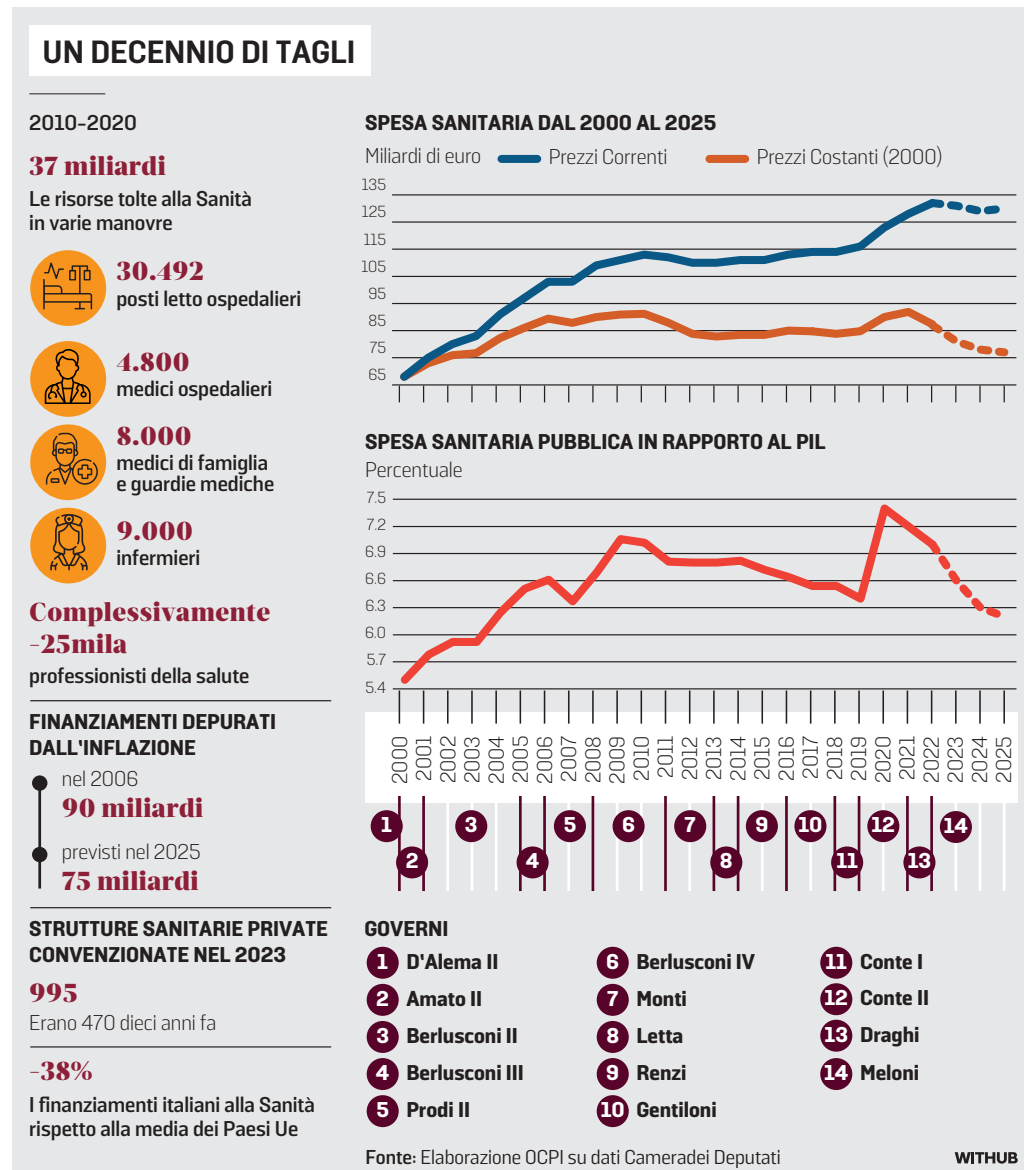 UN DECENNIO DI TAGLI
2010-2020
37 miliardi
Le risorse tolte alla Sanità
in varie manovre
30.492
posti letto ospedalieri
4.800
medici ospedalieri
8.000
medici di famiglia
e guardie mediche
9.000
infermieri
Complessivamente
-25mila
professionisti della salute
FINANZIAMENTI DEPURATI
DALL'INFLAZIONE
nel 2006
90 miliardi
previsti nel 2025
75 miliardi
STRUTTURE SANITARIE PRIVATE
CONVENZIONATE NEL 2023
995
Erano 470 dieci anni fa
-38%
I finanziamenti italiani alla Sanità
rispetto alla media dei Paesi Ue
SPESA SANITARIA DAL 2000 AL 2025
Miliardi di euro Prezzi Correnti Prezzi Costanti (2000)
135
125
115
105
95
85
75
65
SPESA SANITARIA PUBBLICA IN RAPPORTO AL PIL
Percentuale
7.5
7.2
6.9
6.6
6.3
6.0
5.7
5.4
2000 2001 2002 2003 2004 2005 2006 2007 2008 2009 2010 2011 2012 2013 2014 2015 2016 2017 2018 2019 2020 2021 2022 2023 2024 2025
1 3 5 6 7 9 10 12 14
2 4 8 11 13
GOVERNI
1 D'Alema II
2 Amato II
3 Berlusconi II
4 Berlusconi III
5 Prodi II
6 Berlusconi IV
7 Monti
8 Letta
9 Renzi
10 Gentiloni
11 Conte I
12 Conte II
13 Draghi
14 Meloni
Fonte: Elaborazione OCPI su dati Cameradei Deputati
WITHUB